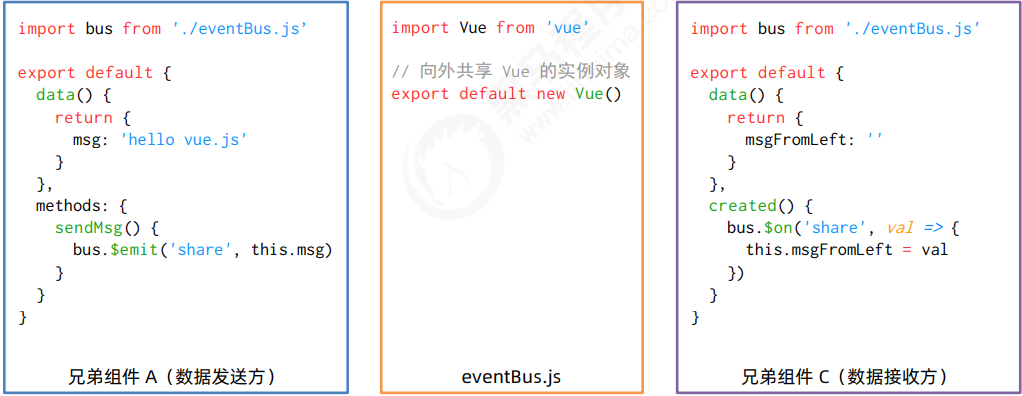 import bus from './eventBus.js’
export default {
data() {
return {
msg: 'hello vue.js'
}
},
methods: {
sendMsg() {
bus.$emit('share', this.msg)
}
}
}
兄弟组件 A（数据发送方）
import Vue from 'vue'
// 向外共享 Vue 的实例对象
export default new Vue()
eventBus.js
import bus from './eventBus.js'
export default {
data() {
return {
msgFromLeft: ''
}
},
created() {
bus.$on('share', val => {
this.msgFromLeft = val
})
}
}
兄弟组件 C（数据接收方）